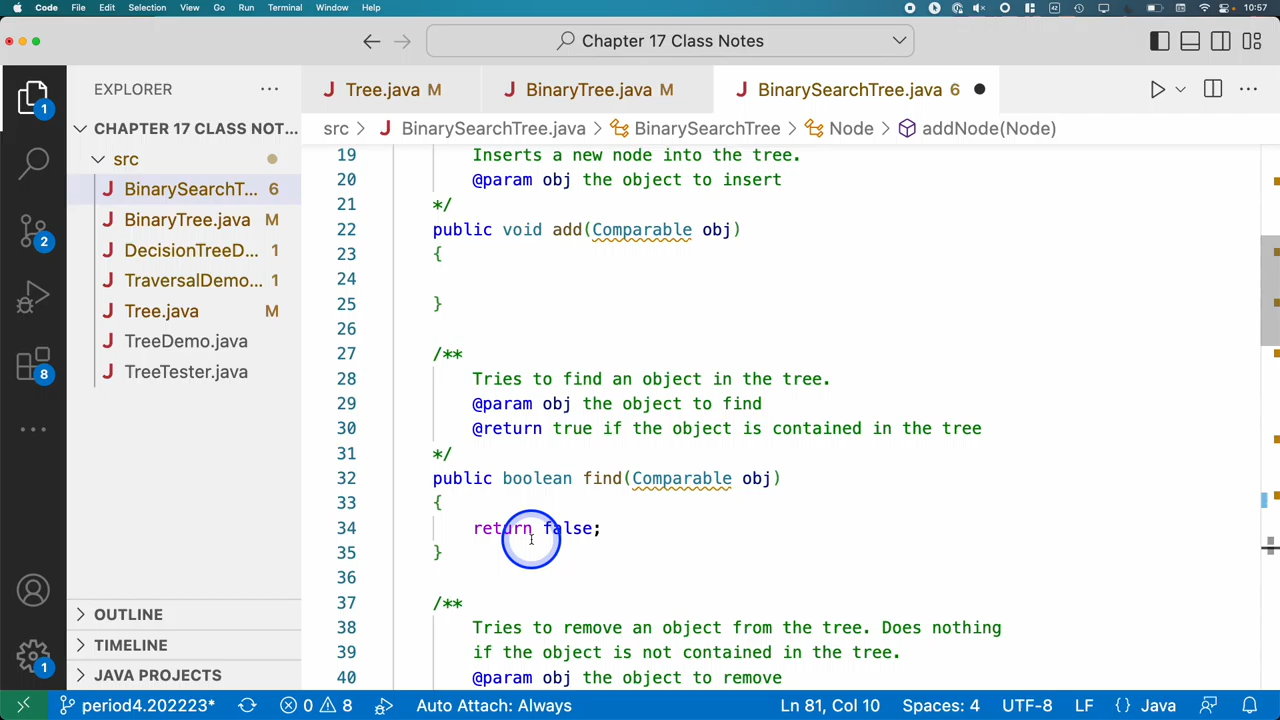 Code File Edit Selection View Go Run Terminal Window Help 10:57
Chapter 17 Class Notes
EXPLORER
Tree.java M
BinaryTree.java M
BinarySearchTree.java 6
CHAPTER 17 CLASS NOT...
src > BinarySearchTree.java > BinarySearchTree > Node > addNode(Node)
src
BinarySearchT... 6
BinaryTree.java M
DecisionTreeD... 1
TraversalDemo... 1
Tree.java M
TreeDemo.java
TreeTester.java
OUTLINE
TIMELINE
JAVA PROJECTS
1
2
8
1
19 Inserts a new node into the tree.
20 @param obj the object to insert
21 */
22 public void add(Comparable obj)
23 {
24
25 }
26
27 /**
28 Tries to find an object in the tree.
29 @param obj the object to find
30 @return true if the object is contained in the tree
31 */
32 public boolean find(Comparable obj)
33 {
34 return false;
35 }
36
37 /**
38 Tries to remove an object from the tree. Does nothing
39 if the object is not contained in the tree.
40 @param obj the object to remove
period4.202223* 0 8 Auto Attach: Always Ln 81, Col 10 Spaces: 4 UTF-8 LF {} Java